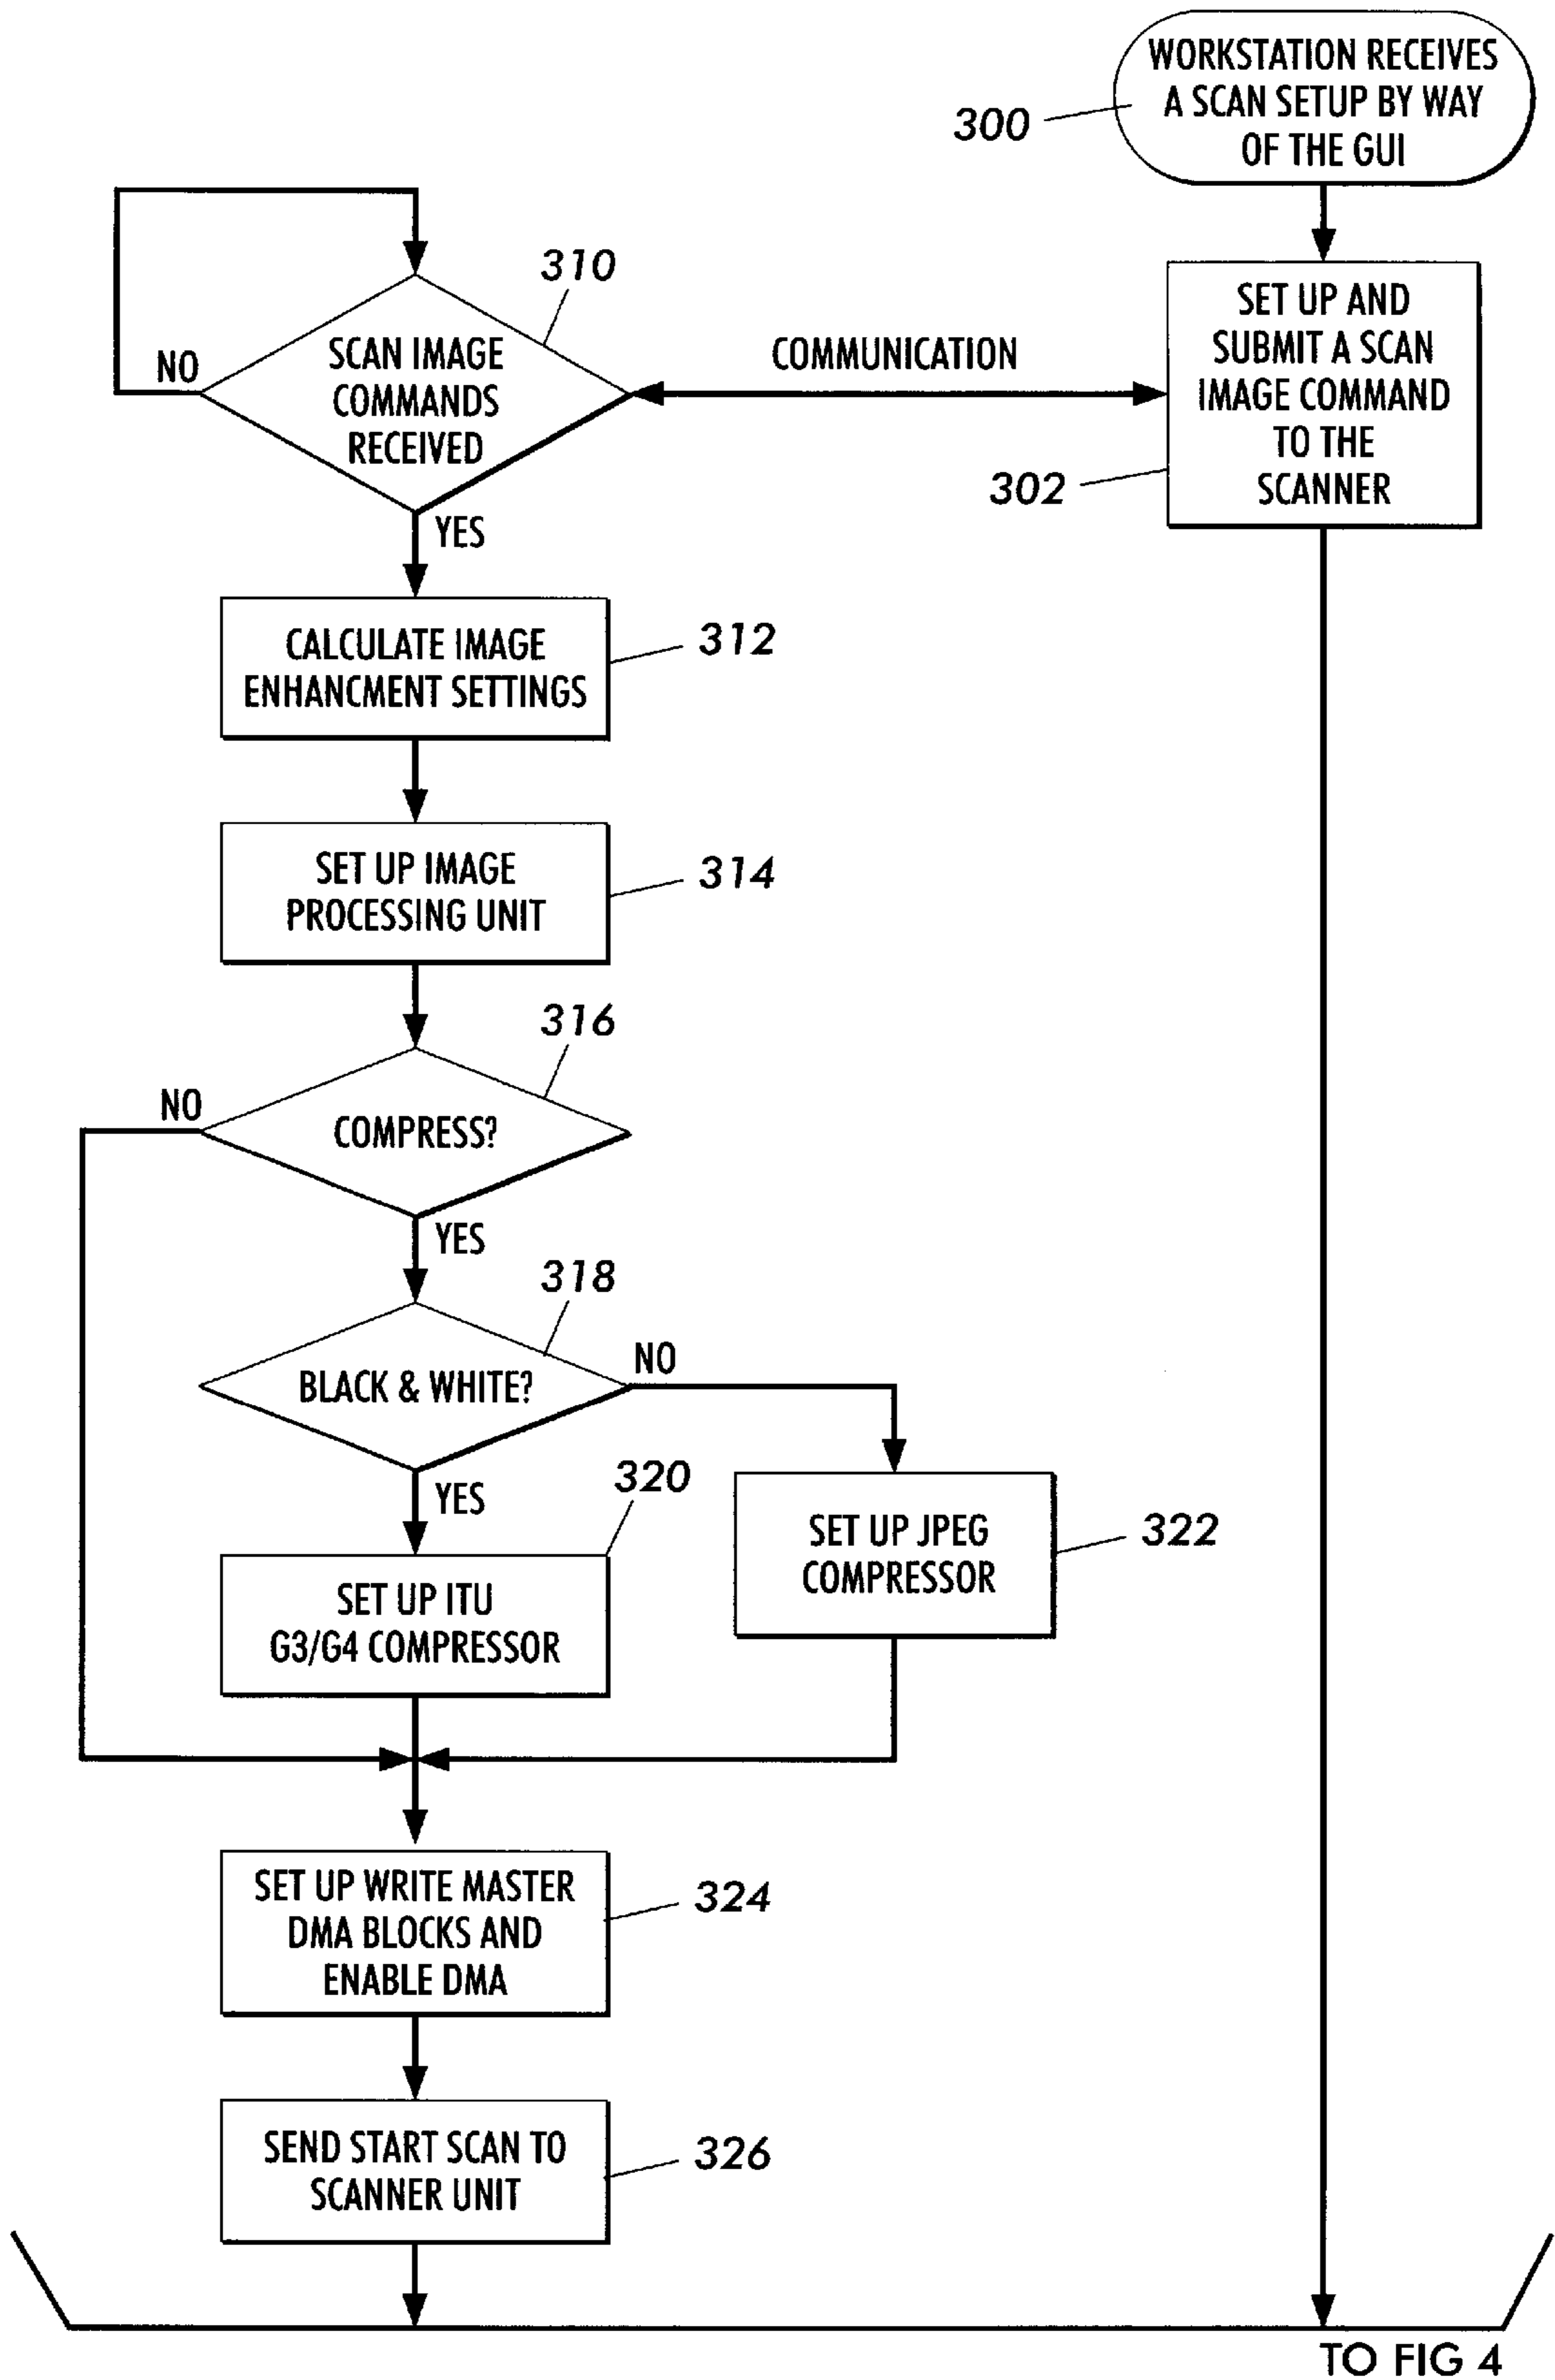 WORKSTATION RECEIVES
A SCAN SETUP BY WAY
OF THE GUI
300
SET UP AND
SUBMIT A SCAN
IMAGE COMMAND
TO THE
SCANNER
302
COMMUNICATION
310
SCAN IMAGE
COMMANDS
RECEIVED
NO
YES
CALCULATE IMAGE
ENHANCMENT SETTINGS
312
SET UP IMAGE
PROCESSING UNIT
314
316
NO
COMPRESS?
YES
318
BLACK & WHITE?
NO
YES
320
SET UP ITU
G3/G4 COMPRESSOR
SET UP JPEG
COMPRESSOR
322
SET UP WRITE MASTER
DMA BLOCKS AND
ENABLE DMA
324
SEND START SCAN TO
SCANNER UNIT
326
TO FIG 4